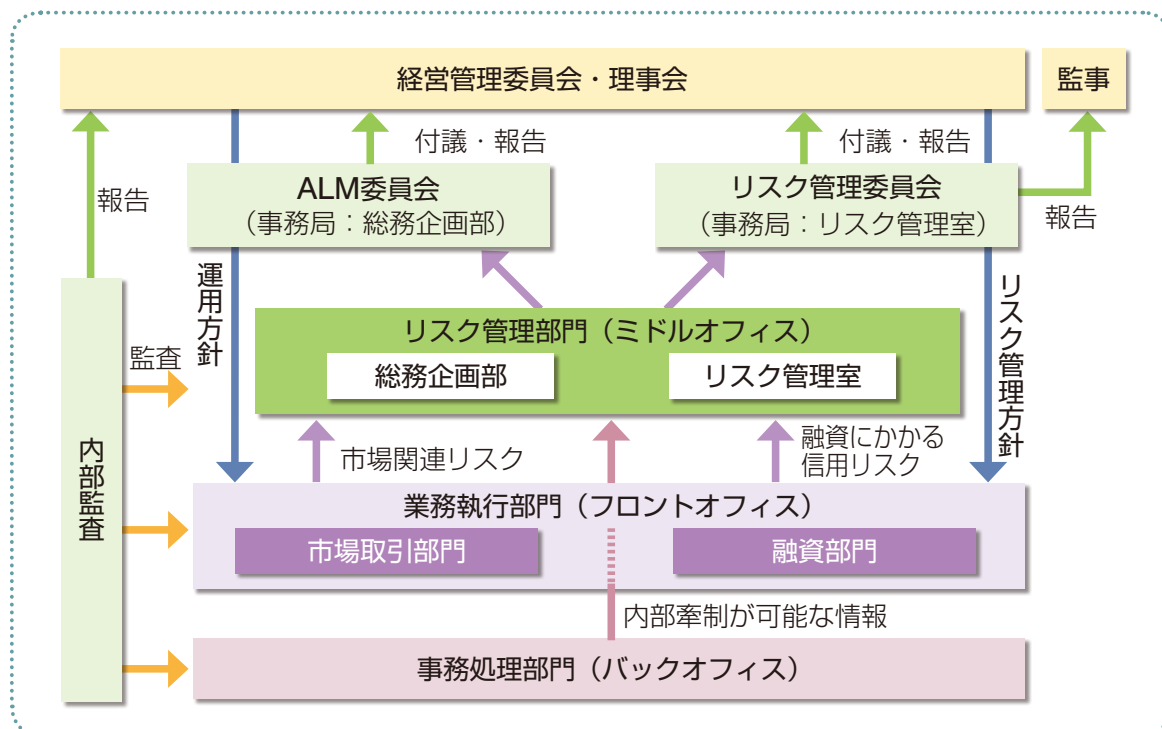 経営管理委員会・理事会
監事
付議・報告
付議・報告
報告
ALM委員会
（事務局：総務企画部）
リスク管理委員会
（事務局：リスク管理室）
報告
運用方針
リスク管理方針
リスク管理部門（ミドルオフィス）
総務企画部
リスク管理室
監査
内部監査
市場関連リスク
融資にかかる
信用リスク
業務執行部門（フロントオフィス）
市場取引部門
融資部門
内部牽制が可能な情報
事務処理部門（バックオフィス）